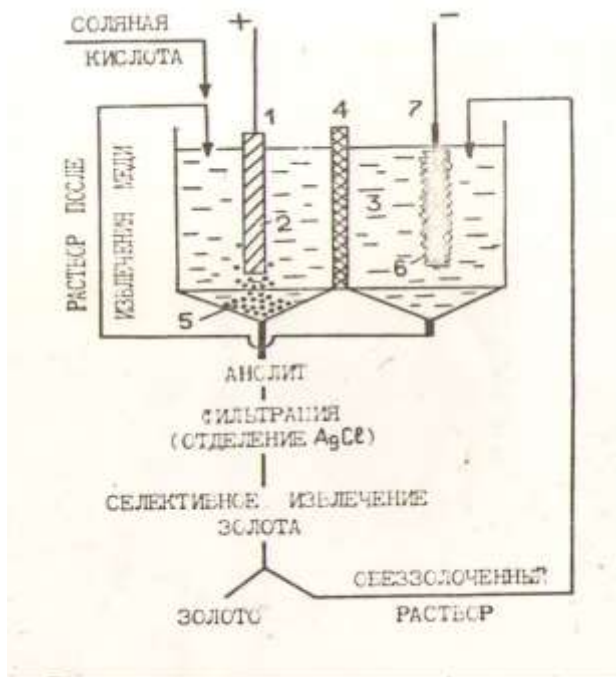 СОЛЯНАЯ
КИСЛОТА
+
−
1
4
7
РАСТВОР ПОСЛЕ
ИЗВЛЕЧЕНИЯ МЕДИ
2
3
6
5
АНОЛИТ
ФИЛЬТРАЦИЯ
(ОТДЕЛЕНИЕ AgCl)
СЕЛЕКТИВНОЕ ИЗВЛЕЧЕНИЕ
ЗОЛОТА
ОБЕЗЗОЛОЧЕННЫЙ
ЗОЛОТО
РАСТВОР